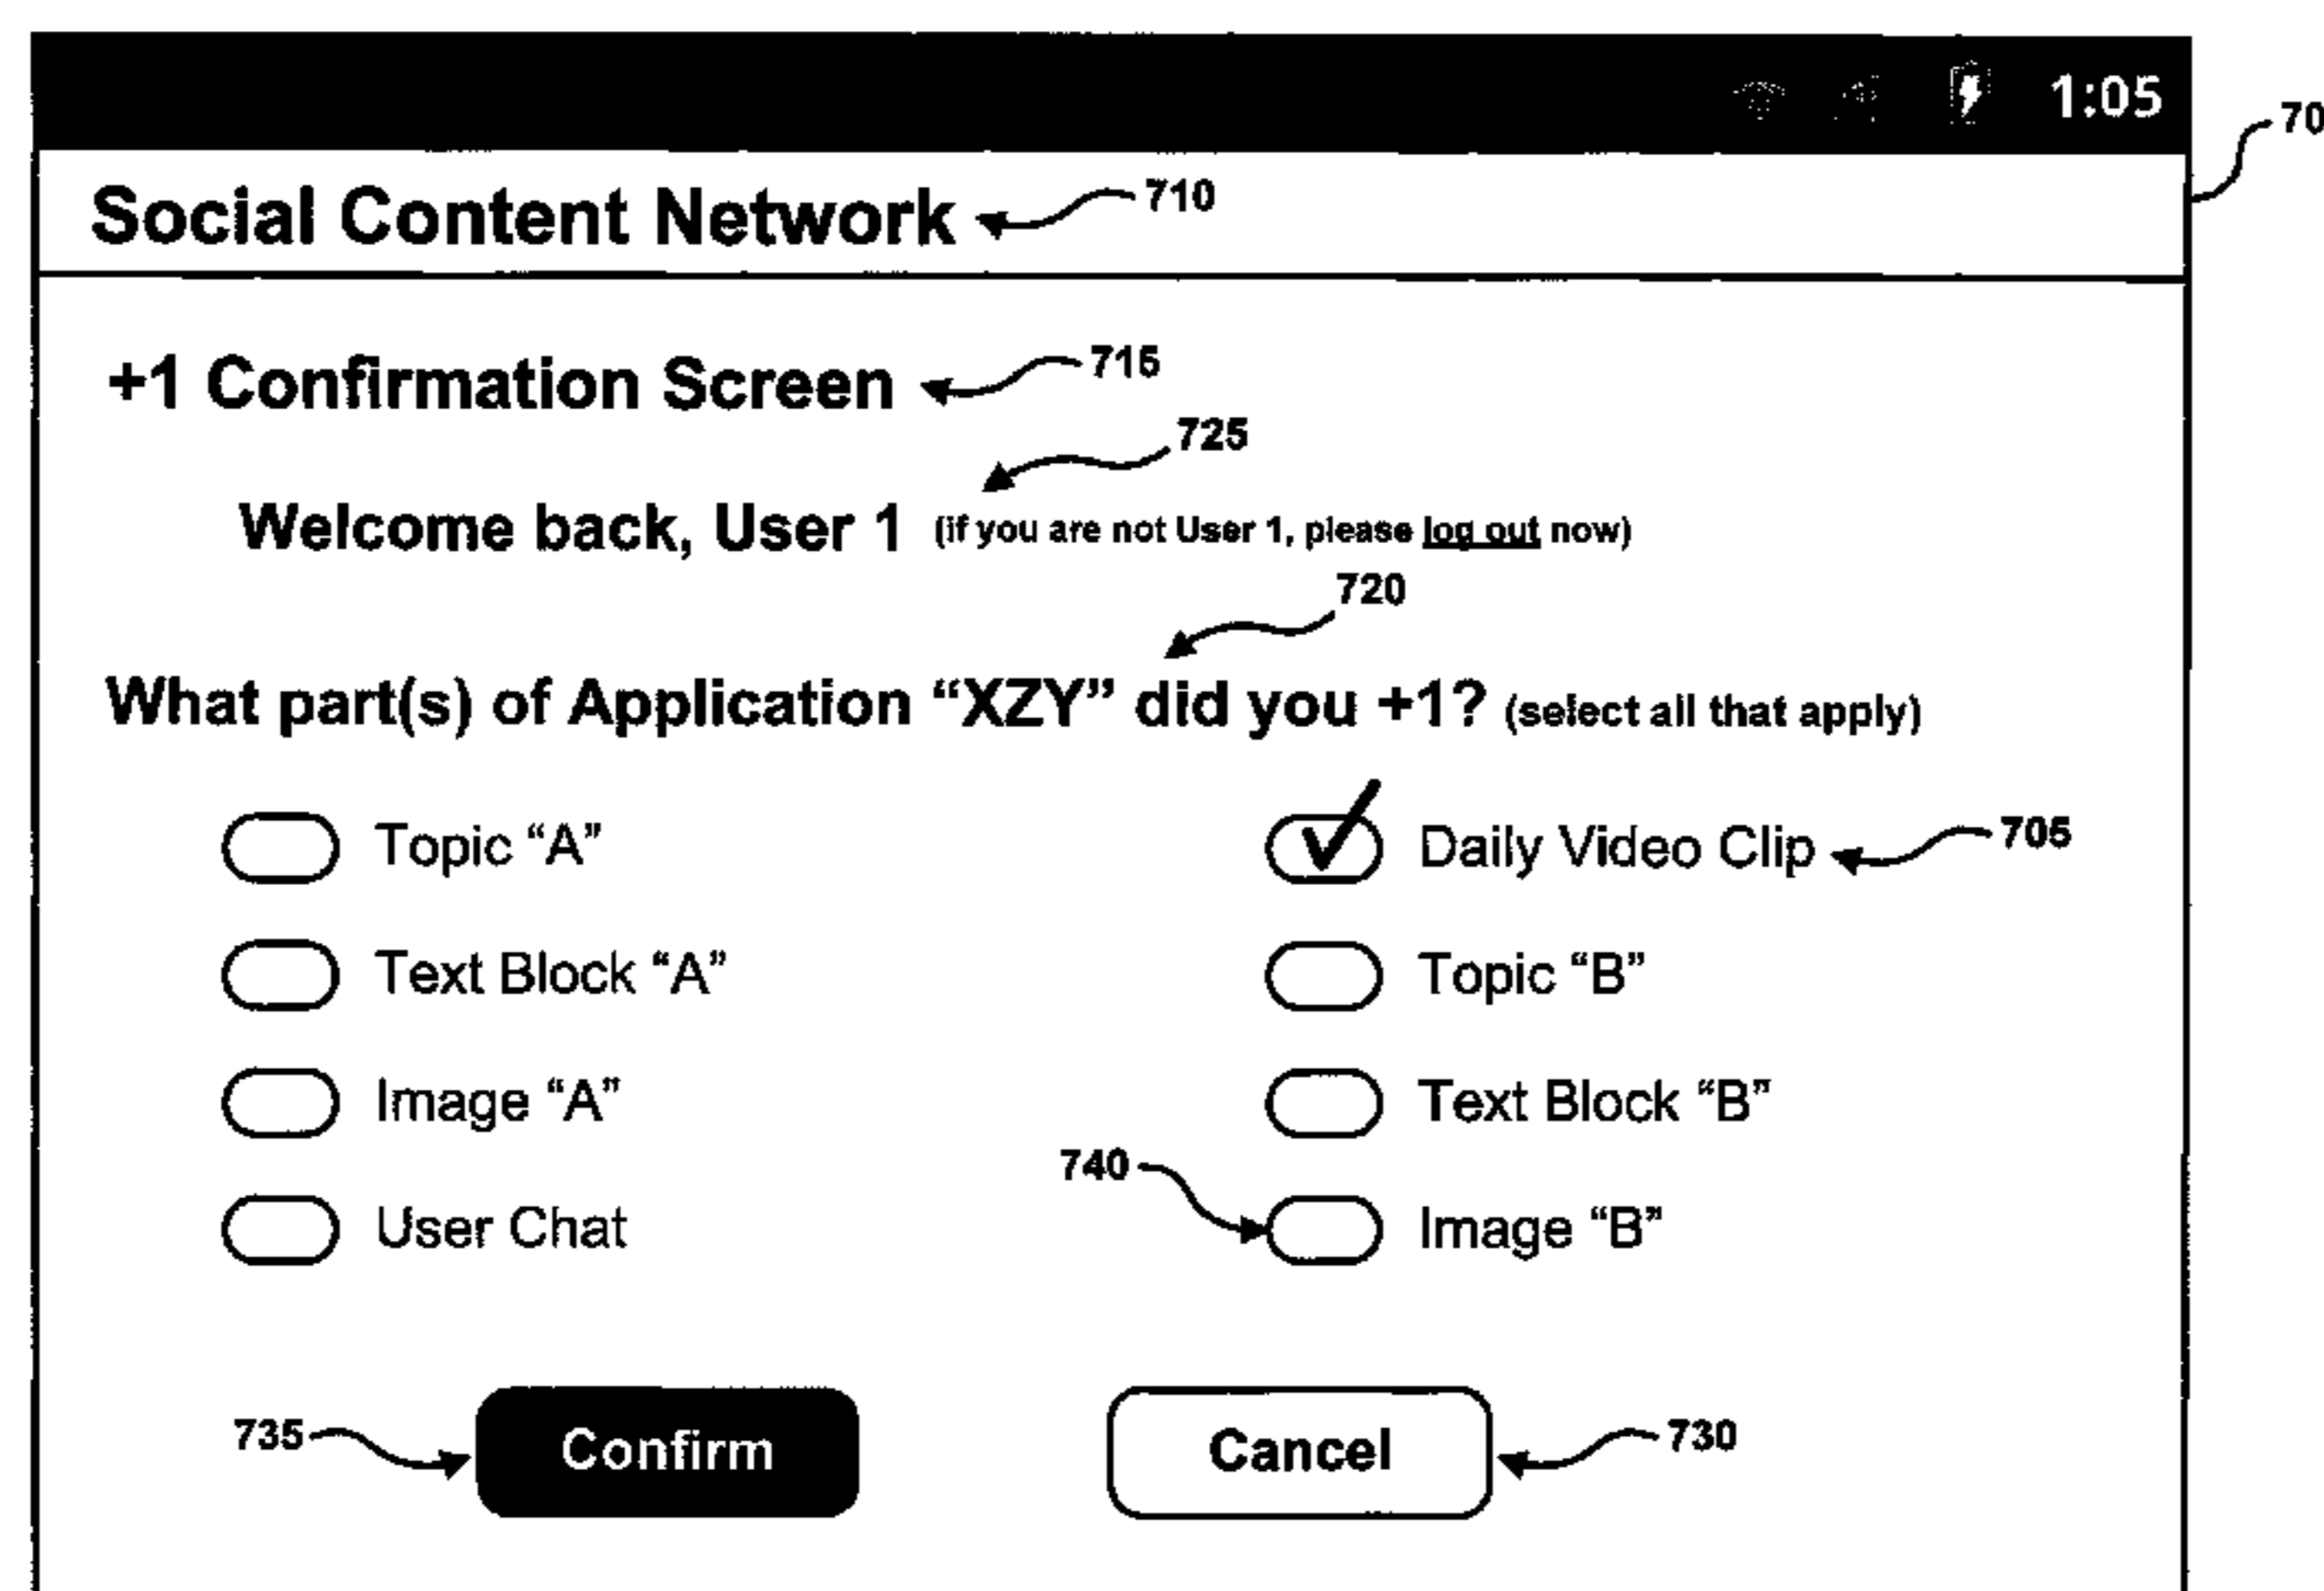 1:05
70
Social Content Network 710
+1 Confirmation Screen 715
725
Welcome back, User 1 (if you are not User 1, please log out now)
720
What part(s) of Application “XZY” did you +1? (select all that apply)
Topic “A” Daily Video Clip 705
Text Block “A” Topic “B”
Image “A” Text Block “B”
740
User Chat Image “B”
735 Confirm Cancel 730